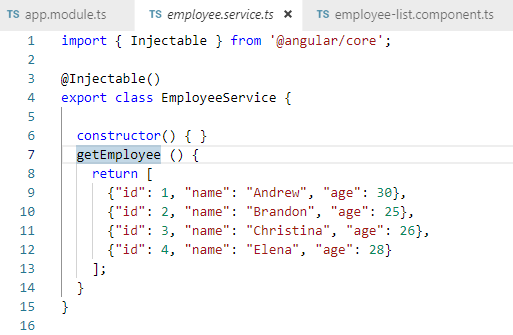 TS app.module.ts TS employee.service.ts × TS employee-list.component.ts
1 import { Injectable } from '@angular/core';
2
3 @Injectable()
4 export class EmployeeService {
5
6   constructor() { }
7   getEmployee () {
8     return [
9       {"id": 1, "name": "Andrew", "age": 30},
10       {"id": 2, "name": "Brandon", "age": 25},
11       {"id": 3, "name": "Christina", "age": 26},
12       {"id": 4, "name": "Elena", "age": 28}
13     ];
14   }
15 }
16